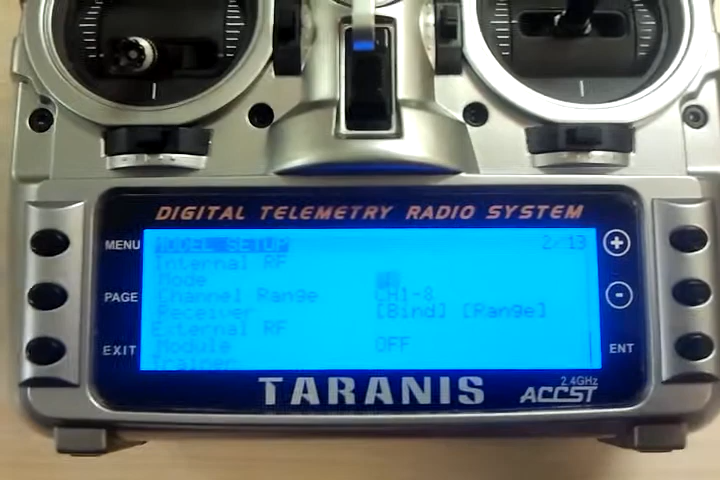 DIGITAL TELEMETRY RADIO SYSTEM
MENU
PAGE
EXIT
MODEL SETUP 2/13
Internal RF
Mode
Channel Range CH1-8
Receiver [Bind] [Range]
External RF
Module OFF
Trainer
+
-
ENT
TARANIS
2.4GHz
ACCST